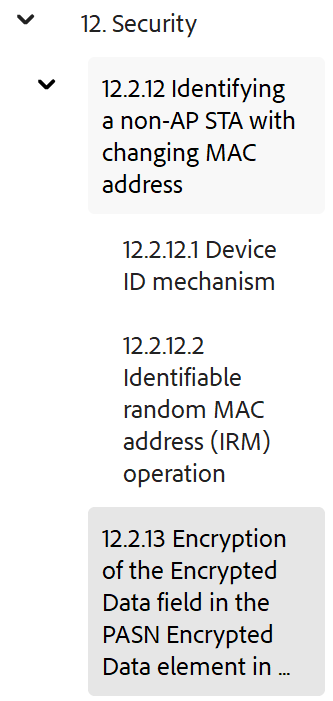 12. Security
12.2.12 Identifying
a non-AP STA with
changing MAC
address
12.2.12.1 Device
ID mechanism
12.2.12.2
Identifiable
random MAC
address (IRM)
operation
12.2.13 Encryption
of the Encrypted
Data field in the
PASN Encrypted
Data element in ...